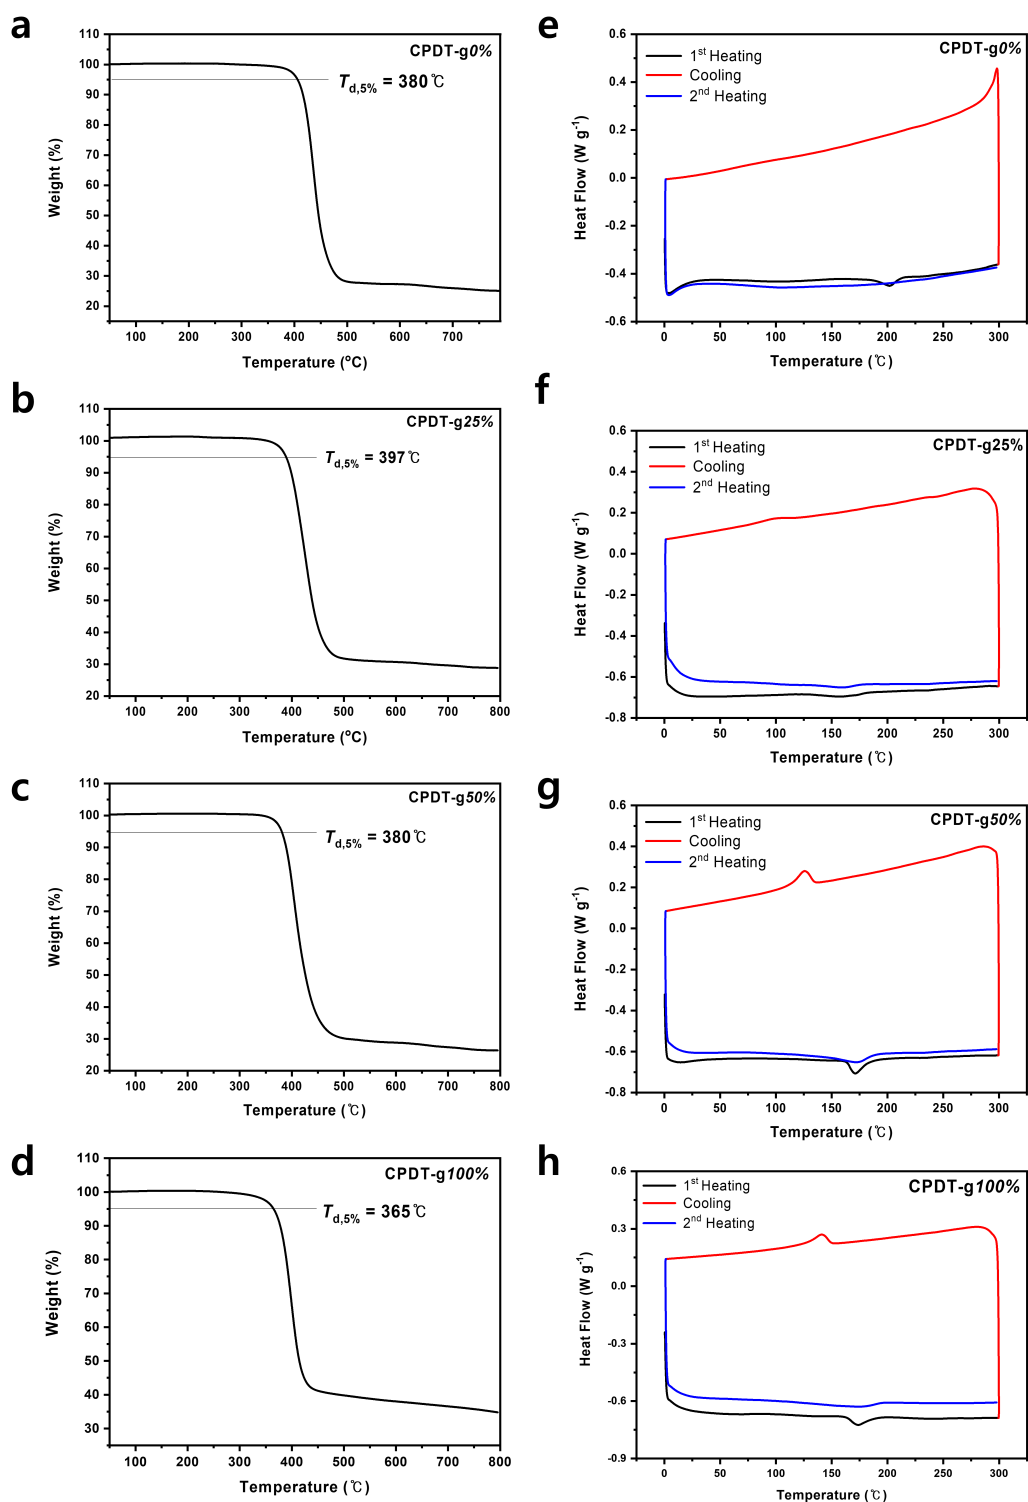 a
110
100
90
80
70
60
50
40
30
20
Weight (%)
100 200 300 400 500 600 700
Temperature (°C)
CPDT-g0%
Td,5% = 380℃
e
0.6
0.4
0.2
0.0
-0.2
-0.4
-0.6
Heat Flow (W g-1)
0 50 100 150 200 250 300
Temperature (℃)
1st Heating
Cooling
2nd Heating
CPDT-g0%
b
110
100
90
80
70
60
50
40
30
20
Weight (%)
100 200 300 400 500 600 700 800
Temperature (°C)
CPDT-g25%
Td,5% = 397℃
f
0.6
0.4
0.2
0.0
-0.2
-0.4
-0.6
-0.8
Heat Flow (W g-1)
0 50 100 150 200 250 300
Temperature (℃)
1st Heating
Cooling
2nd Heating
CPDT-g25%
c
110
100
90
80
70
60
50
40
30
20
Weight (%)
100 200 300 400 500 600 700 800
Temperature (℃)
CPDT-g50%
Td,5% = 380℃
g
0.6
0.4
0.2
0.0
-0.2
-0.4
-0.6
-0.8
Heat Flow (W g-1)
0 50 100 150 200 250 300
Temperature (℃)
1st Heating
Cooling
2nd Heating
CPDT-g50%
d
110
100
90
80
70
60
50
40
30
Weight (%)
100 200 300 400 500 600 700 800
Temperature (℃)
CPDT-g100%
Td,5% = 365℃
h
0.6
0.3
0.0
-0.3
-0.6
-0.9
Heat Flow (W g-1)
0 50 100 150 200 250 300
Temperature (℃)
1st Heating
Cooling
2nd Heating
CPDT-g100%